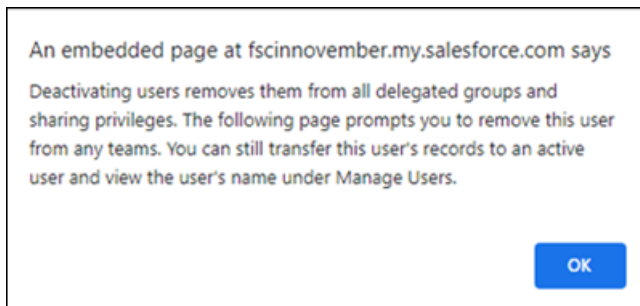 An embedded page at fscinnovember.my.salesforce.com says
Deactivating users removes them from all delegated groups and
sharing privileges. The following page prompts you to remove this user
from any teams. You can still transfer this user's records to an active
user and view the user's name under Manage Users.
OK